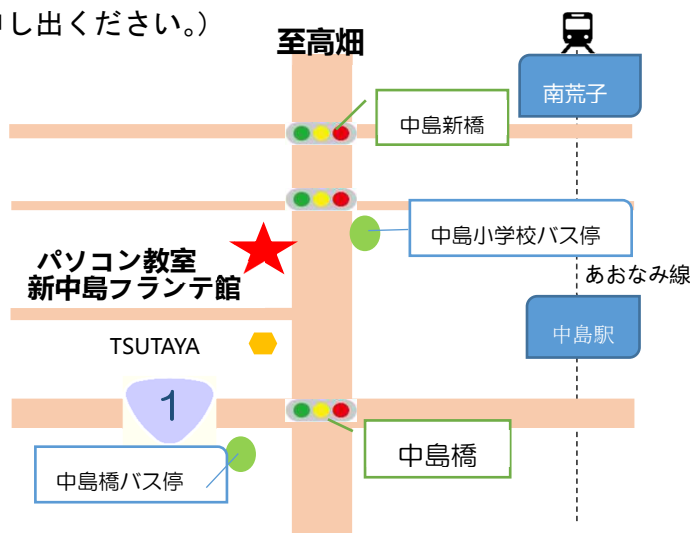 し出ください。）
至高畑
南荒子
中島新橋
中島小学校バス停
パソコン教室
新中島フランテ館
あおなみ線
中島駅
TSUTAYA
1
中島橋
中島橋バス停